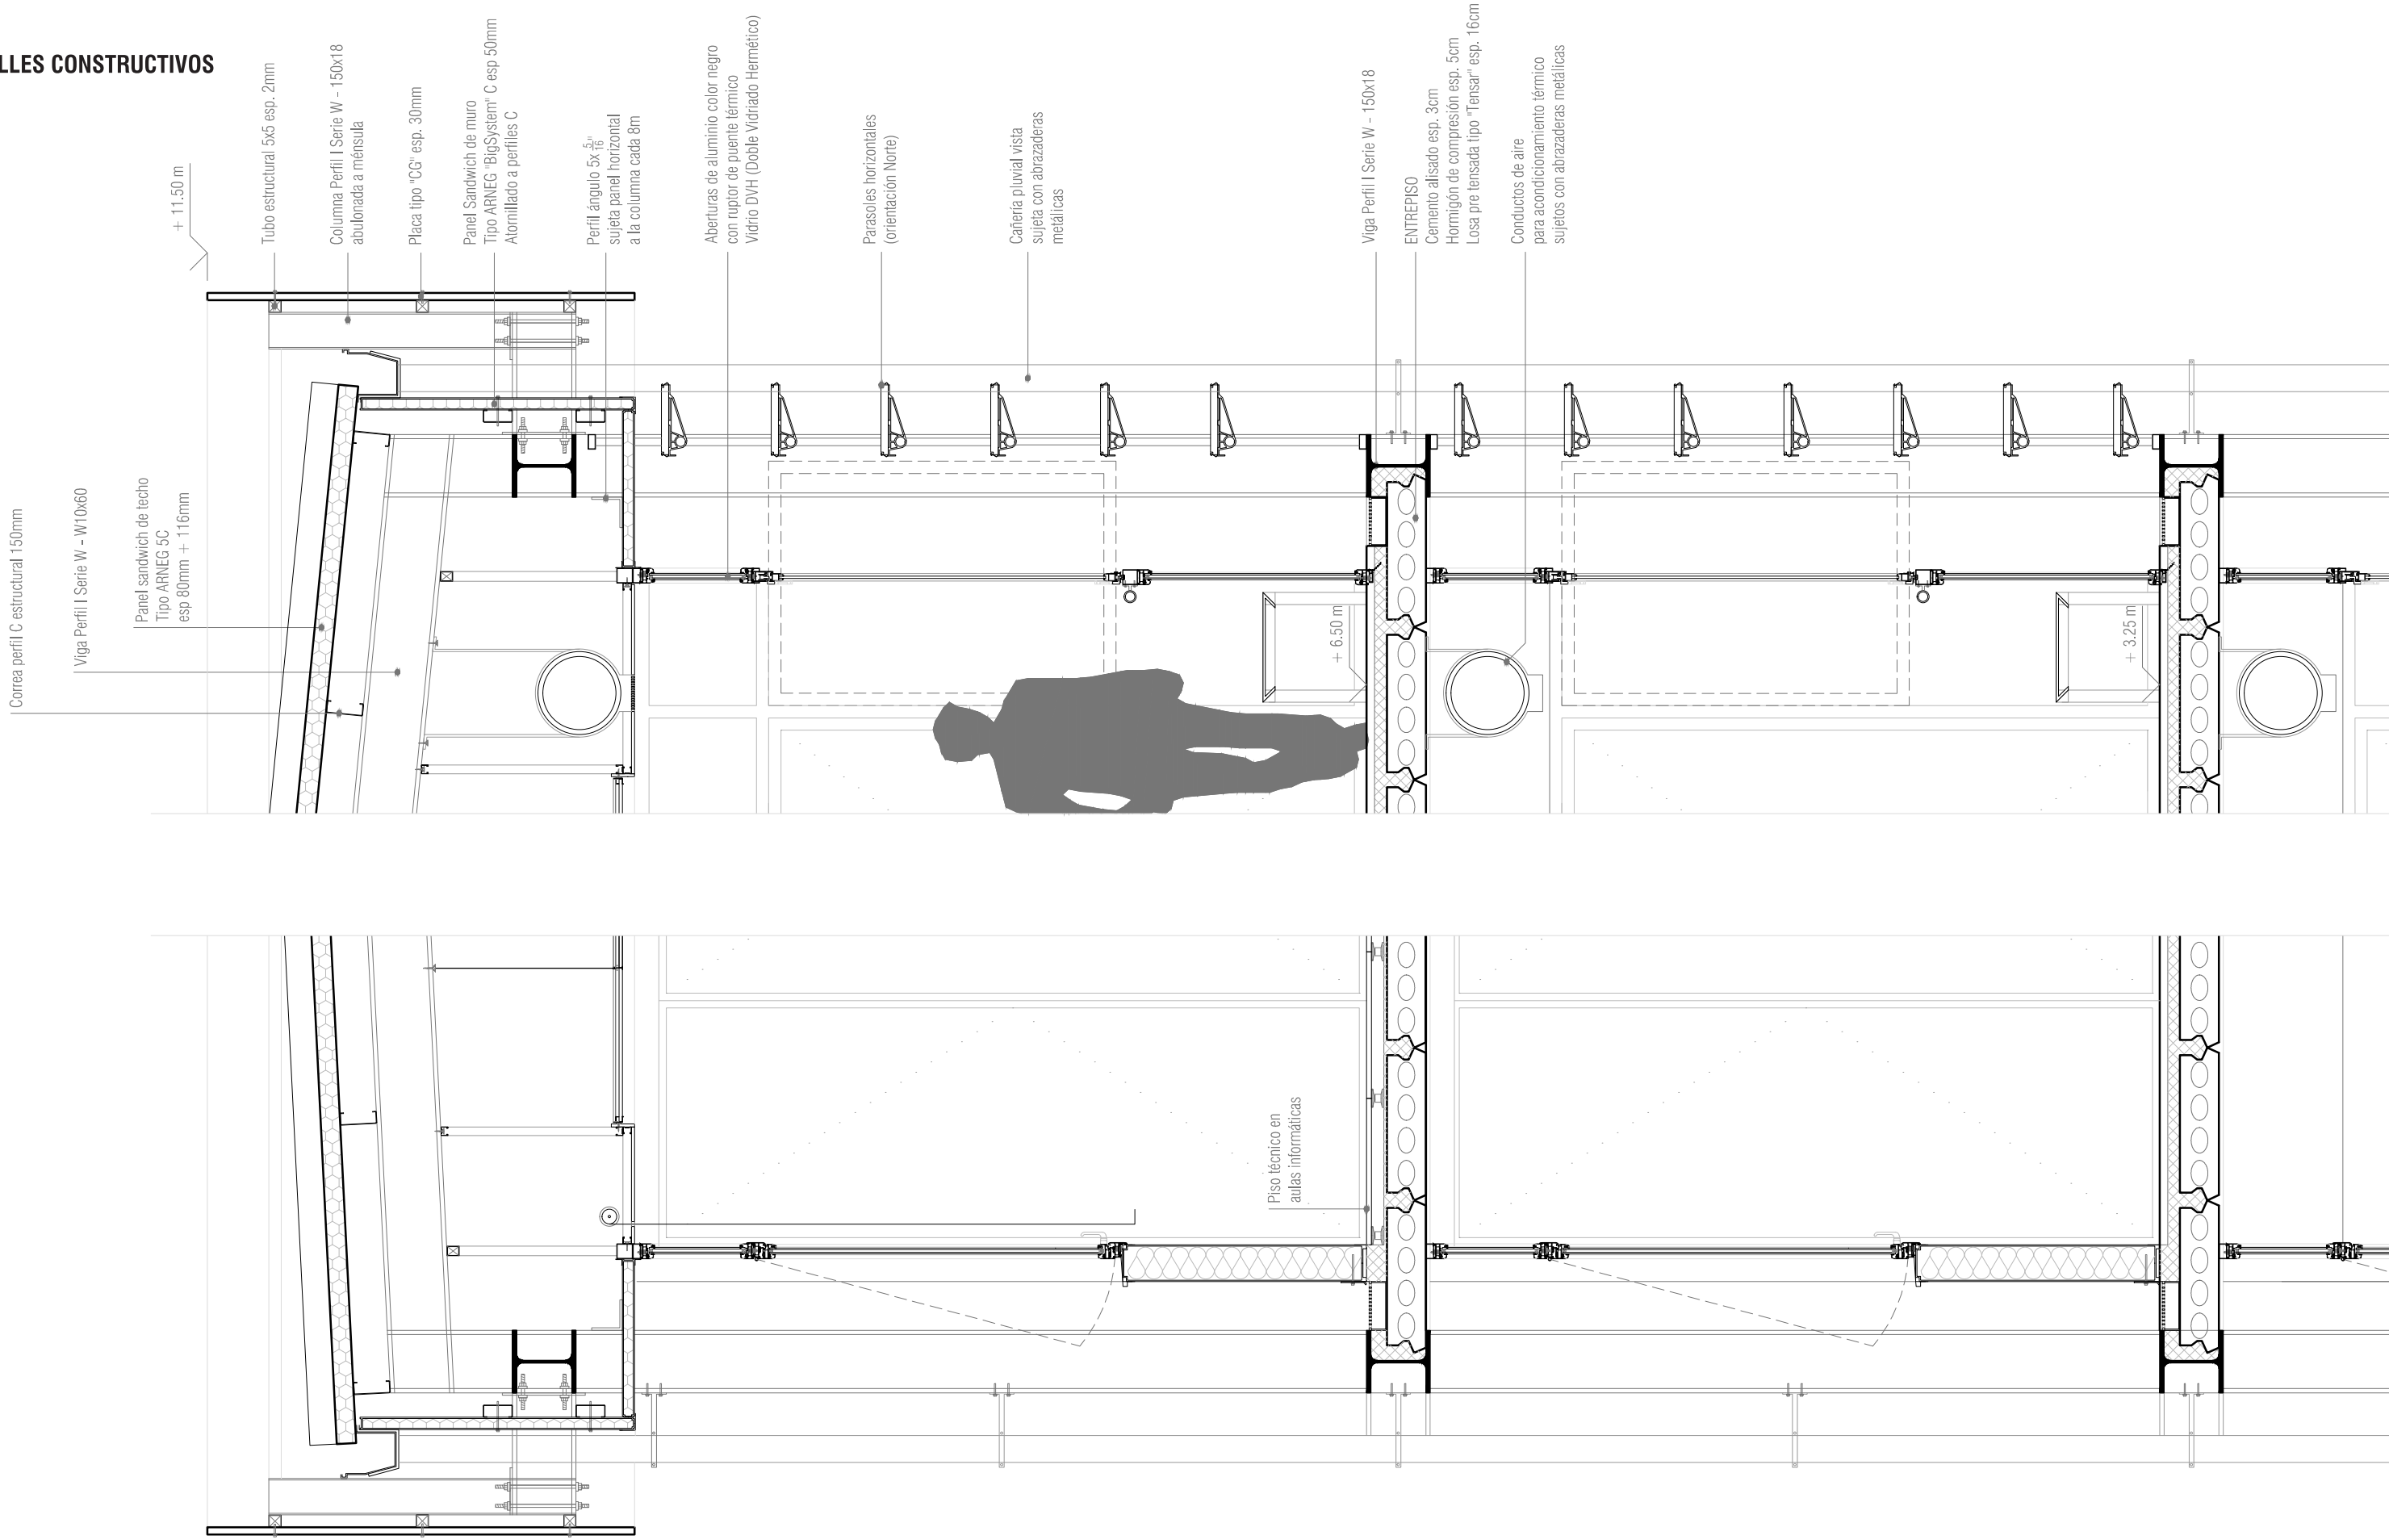 LLES CONSTRUCTIVOS
+ 11.50 m
Tubo estructural 5x5 esp. 2mm
Columna Perfil I Serie W - 150x18
abulonada a ménsula
Placa tipo "CG" esp. 30mm
Panel Sandwich de muro
Tipo ARNEG "BigSystem" C esp 50mm
Atornillado a perfiles C
Perfil ángulo 5x 5/16"
sujeta panel horizontal
a la columna cada 8m
Aberturas de aluminio color negro
con ruptor de puente térmico
Vidrio DVH (Doble Vidriado Hermético)
Parasoles horizontales
(orientación Norte)
Cañería pluvial vista
sujeta con abrazaderas
metálicas
Viga Perfil I Serie W - 150x18
ENTREPISO
Cemento alisado esp. 3cm
Hormigón de compresión esp. 5cm
Losa pre tensada tipo "Tensar" esp. 16cm
Conductos de aire
para acondicionamiento térmico
sujetos con abrazaderas metálicas
Correa perfil C estructural 150mm
Viga Perfil I Serie W - W10x60
Panel sandwich de techo
Tipo ARNEG 5C
esp 80mm + 116mm
+ 6.50 m
+ 3.25 m
Piso técnico en
aulas informáticas